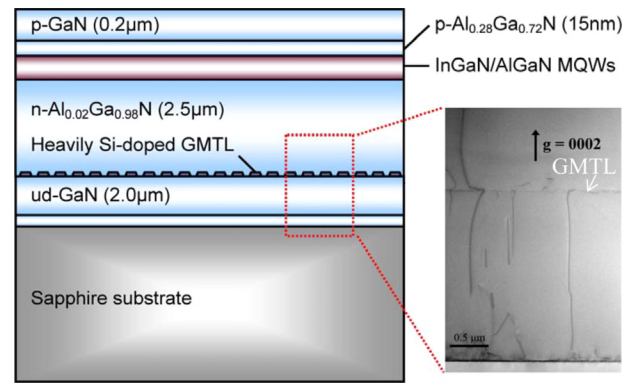 p-GaN (0.2μm)
p-Al0.28Ga0.72N (15nm)
InGaN/AlGaN MQWs
n-Al0.02Ga0.98N (2.5μm)
Heavily Si-doped GMTL
ud-GaN (2.0μm)
Sapphire substrate
g = 0002
GMTL
0.5 μm